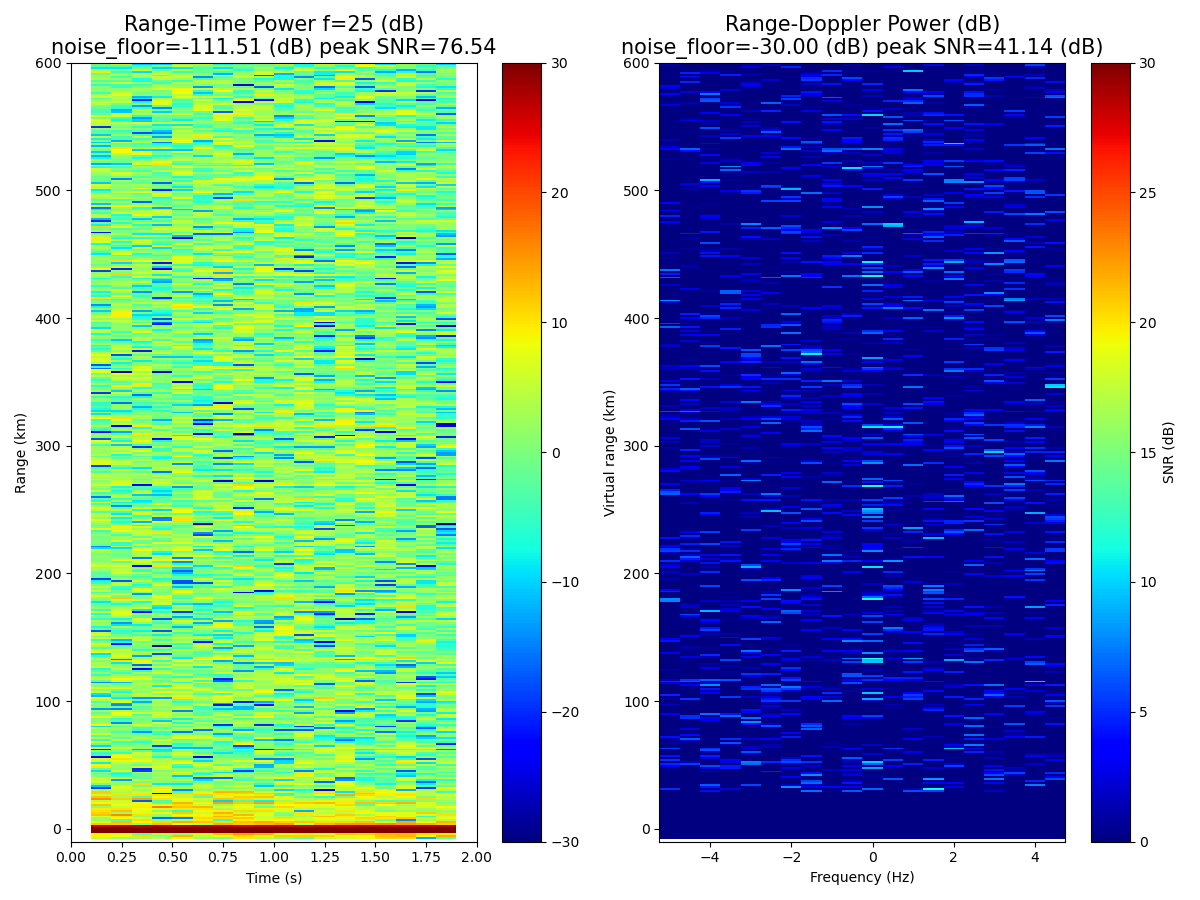 Range-Time Power f=25 (dB)
noise_floor=-111.51 (dB) peak SNR=76.54
600
500
400
300
200
100
0
Range (km)
0.00 0.25 0.50 0.75 1.00 1.25 1.50 1.75 2.00
Time (s)
30
20
10
0
−10
−20
−30
Range-Doppler Power (dB)
noise_floor=-30.00 (dB) peak SNR=41.14 (dB)
600
500
400
300
200
100
0
Virtual range (km)
−4 −2 0 2 4
Frequency (Hz)
30
25
20
15
10
5
0
SNR (dB)